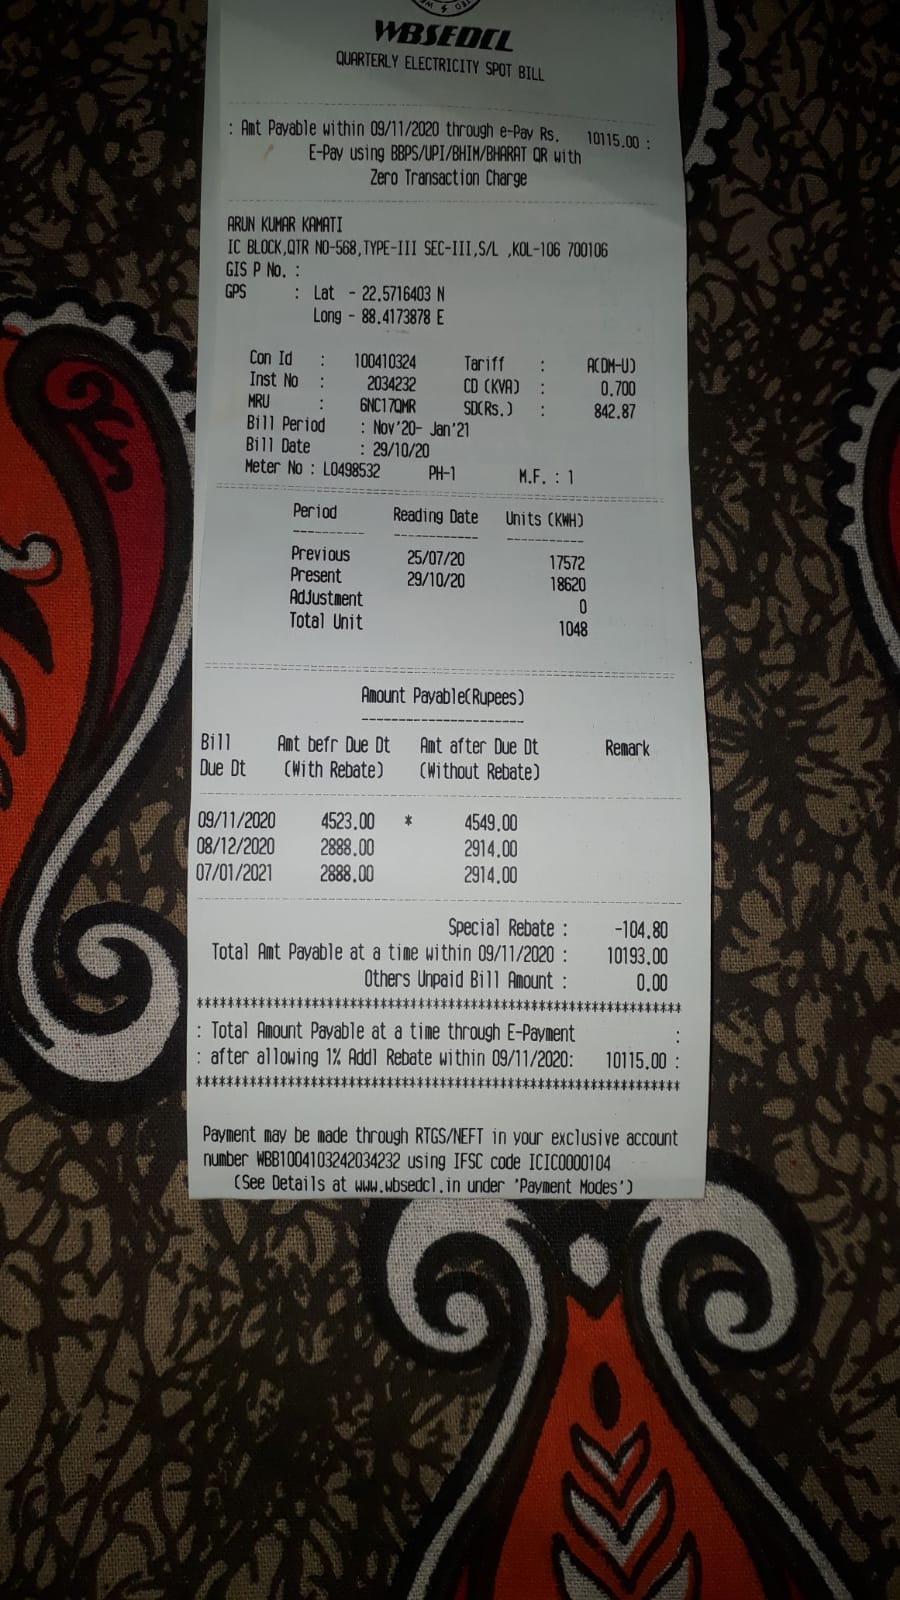 WBSEDCL
QUARTERLY ELECTRICITY SPOT BILL
: Amt Payable within 09/11/2020 through e-Pay Rs. 10115.00 :
E-Pay using BBPS/UPI/BHIM/BHARAT QR with
Zero Transaction Charge
ARUN KUMAR KAMATI
IC BLOCK,QTR NO-568,TYPE-III SEC-III,S/L ,KOL-106 700106
GIS P No. :
GPS : Lat - 22.5716403 N
Long - 88.4173878 E
Con Id : 100410324 Tariff : A(DM-U)
Inst No : 2034232 CD (KVA) : 0.700
MRU : 6NC17QMR SD(Rs.) : 842.87
Bill Period : Nov'20- Jan'21
Bill Date : 29/10/20
Meter No : L0498532 PH-1 M.F. : 1
Period Reading Date Units (KWH)
Previous 25/07/20 17572
Present 29/10/20 18620
Adjustment 0
Total Unit 1048
Amount Payable(Rupees)
Bill Amt befr Due Dt Amt after Due Dt Remark
Due Dt (With Rebate) (Without Rebate)
09/11/2020 4523.00 * 4549.00
08/12/2020 2888.00 2914.00
07/01/2021 2888.00 2914.00
Special Rebate : -104.80
Total Amt Payable at a time within 09/11/2020 : 10193.00
Others Unpaid Bill Amount : 0.00
: Total Amount Payable at a time through E-Payment :
: after allowing 1% Addl Rebate within 09/11/2020: 10115.00 :
Payment may be made through RTGS/NEFT in your exclusive account
number WBB1004103242034232 using IFSC code ICIC0000104
(See Details at www.wbsedcl.in under 'Payment Modes')